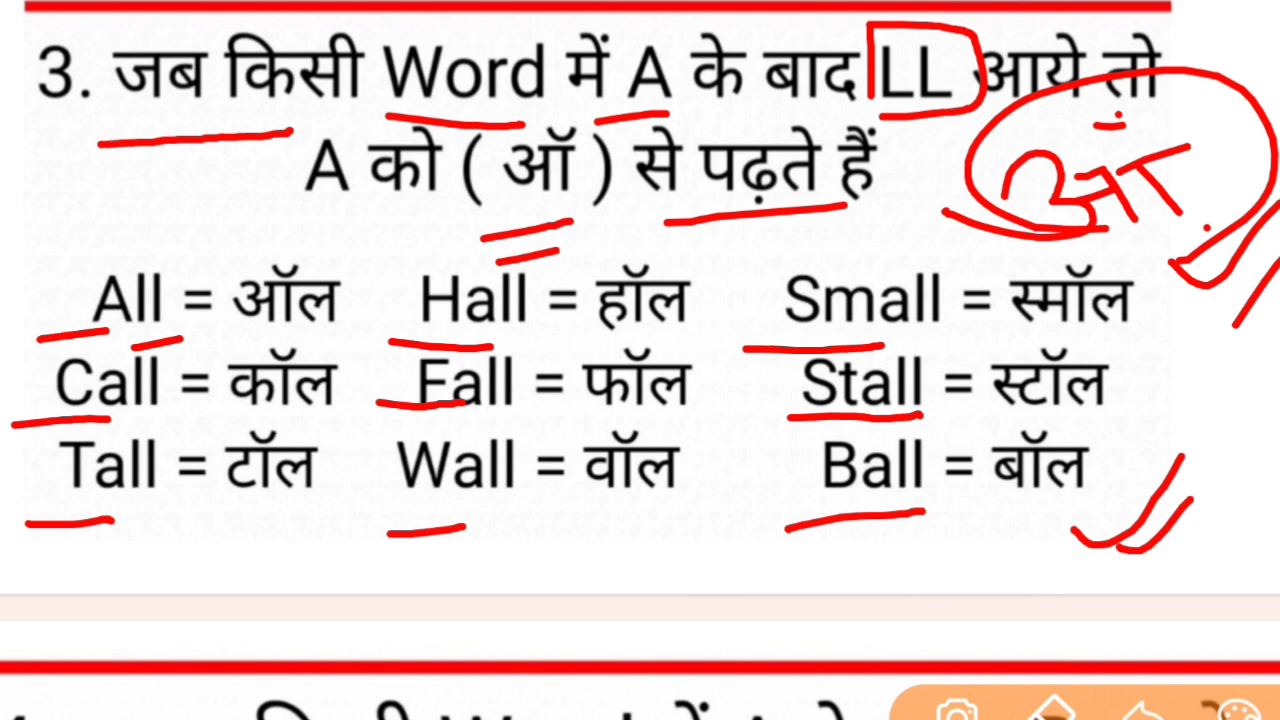 3. जब किसी Word में A के बाद LL आये तो
A को ( ऑ ) से पढ़ते हैं
All = ऑल Hall = हॉल Small = स्मॉल
Call = कॉल Fall = फॉल Stall = स्टॉल
Tall = टॉल Wall = वॉल Ball = बॉल